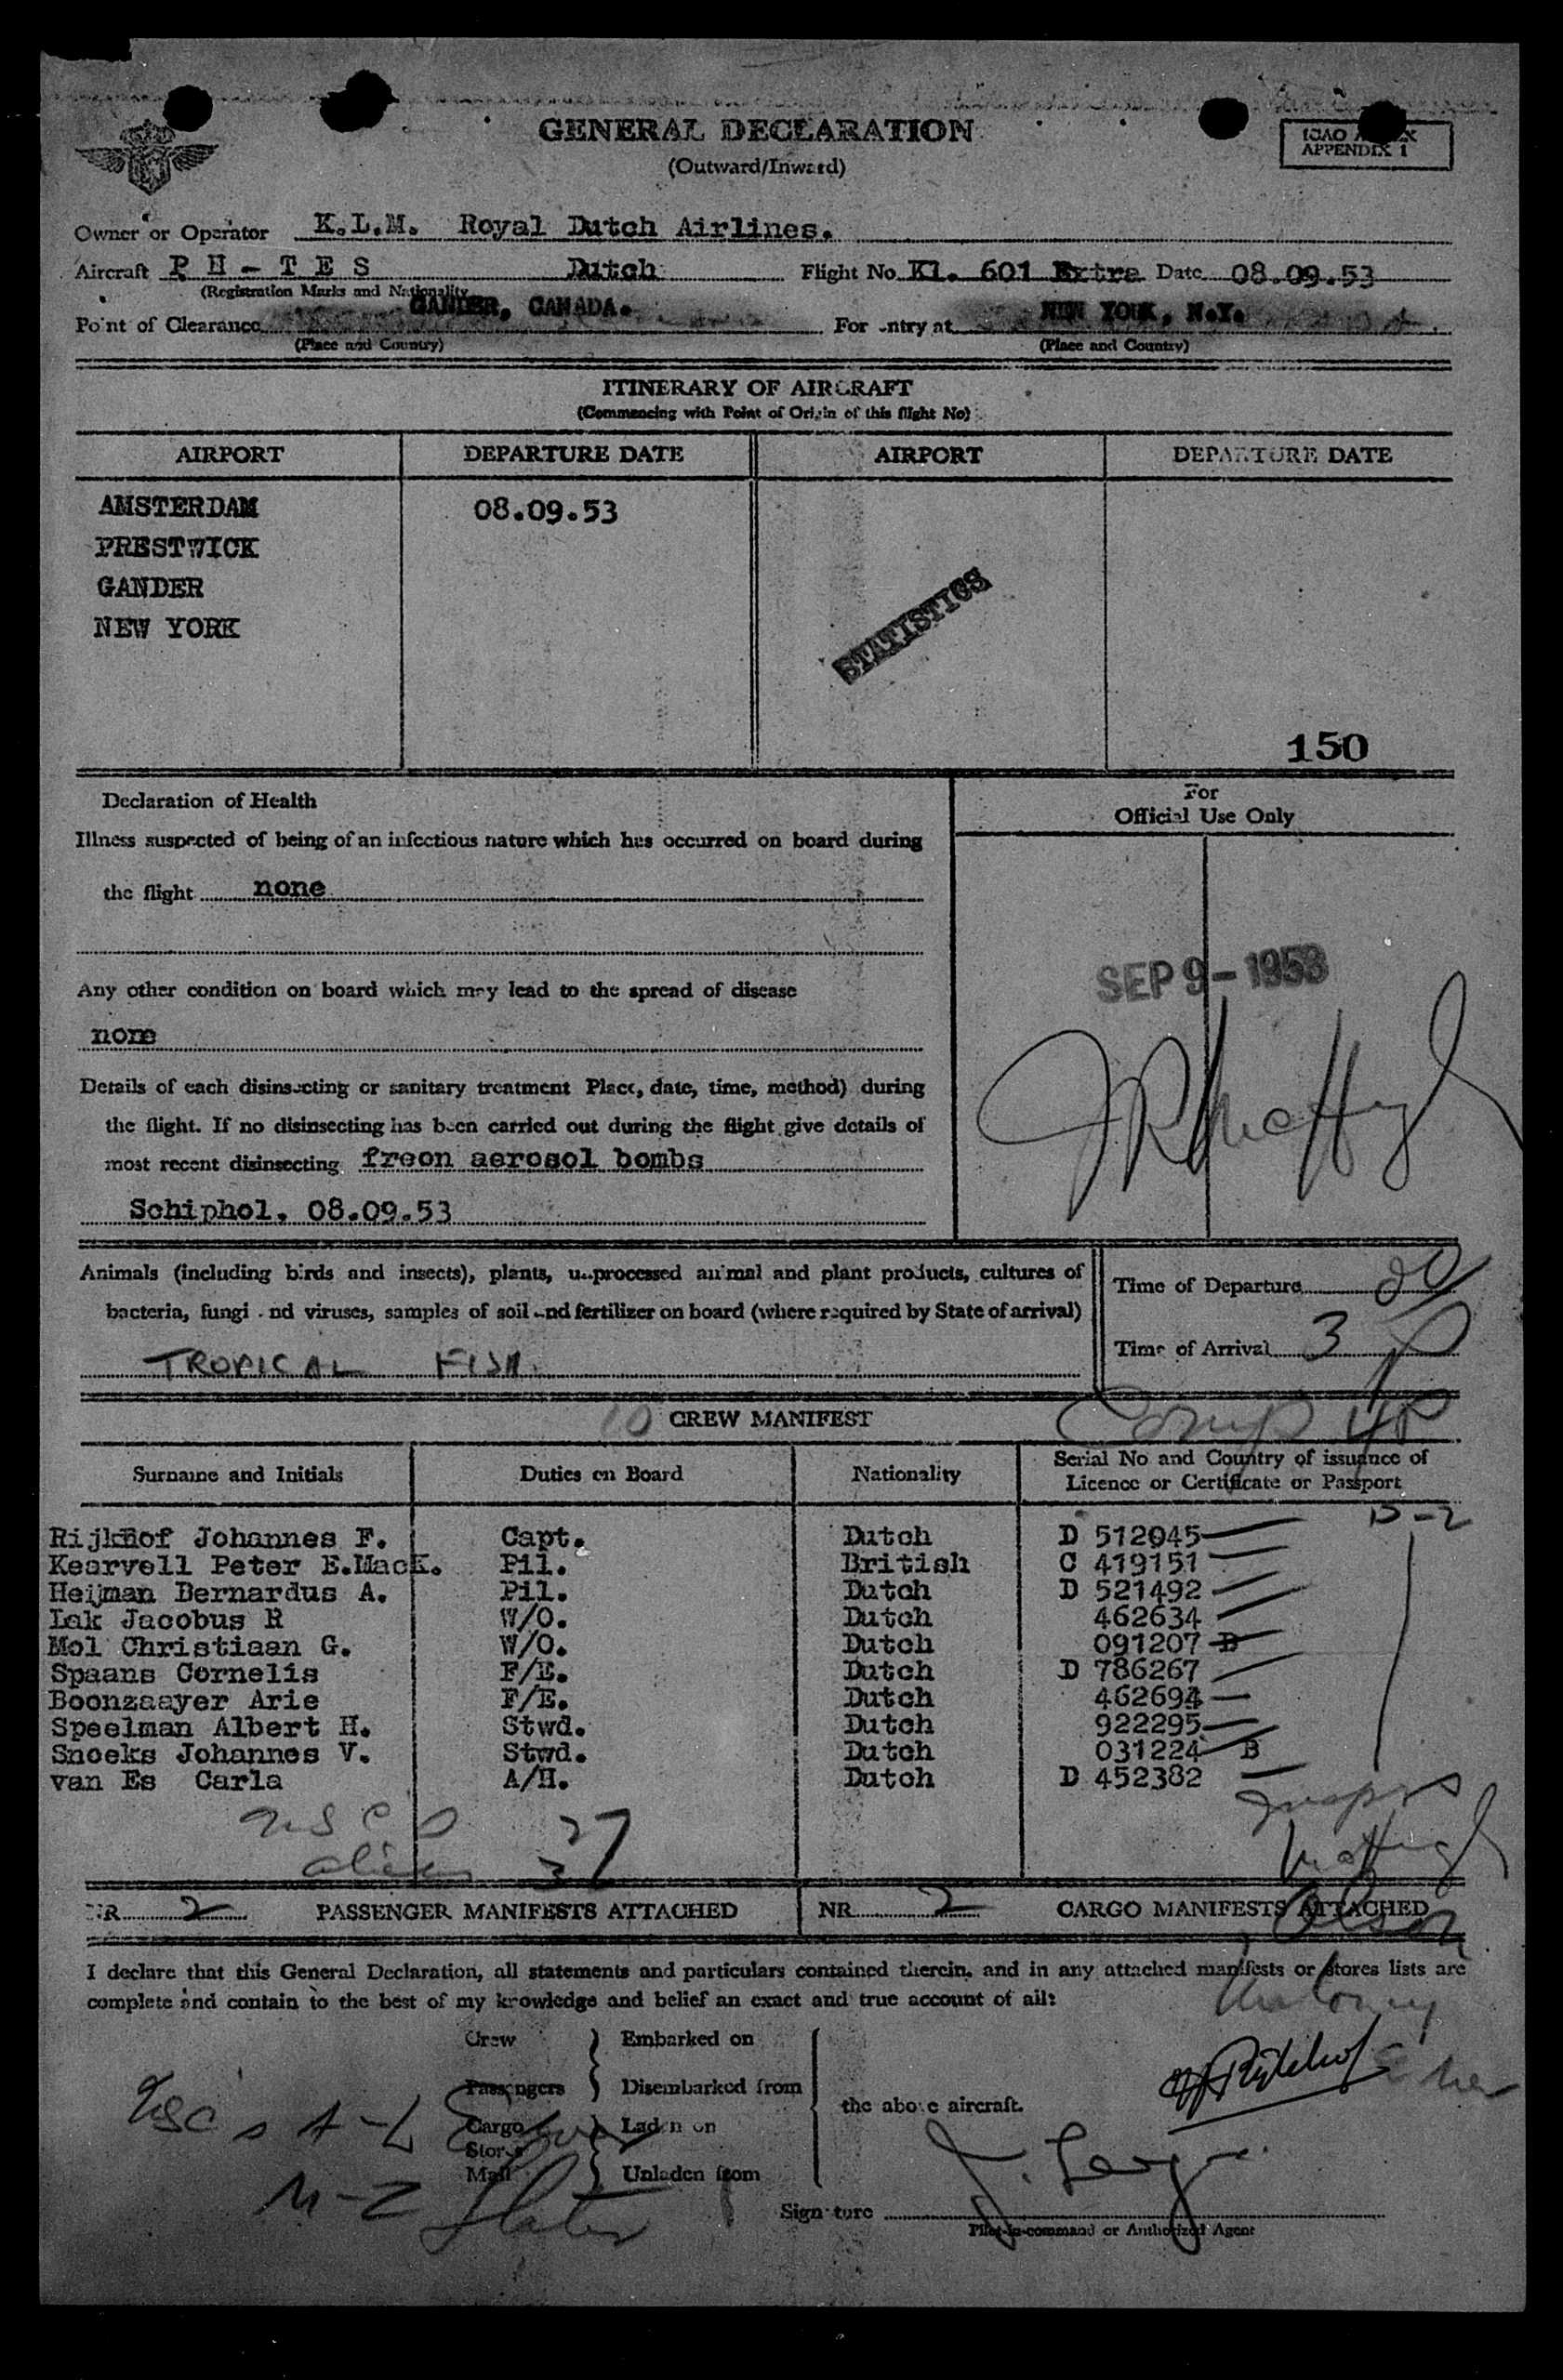 GENERAL DECLARATION
(Outward/Inward)
ICAO
APPENDIX 1
Owner or Operator K.L.M. Royal Dutch Airlines.
Aircraft P H - T E S Dutch Flight No Kl. 601 Extra Date 08.09.53
(Registration Marks and Nationality
Point of Clearance GANDER, CANADA. For entry at NEW YORK, N.Y.
(Place and Country) (Place and Country)
ITINERARY OF AIRCRAFT
(Commencing with Point of Origin of this flight No)
AIRPORT DEPARTURE DATE AIRPORT DEPARTURE DATE
AMSTERDAM 08.09.53
PRESTWICK
GANDER
NEW YORK
STATISTICS
150
Declaration of Health
For
Official Use Only
Illness suspected of being of an infectious nature which has occurred on board during
the flight none
SEP 9 - 1953
Any other condition on board which may lead to the spread of disease
none
Details of each disinsecting or sanitary treatment Place, date, time, method) during
the flight. If no disinsecting has been carried out during the flight give details of
most recent disinsecting freon aerosol bombs
Schiphol, 08.09.53
Animals (including birds and insects), plants, unprocessed animal and plant products, cultures of
bacteria, fungi and viruses, samples of soil and fertilizer on board (where required by State of arrival)
TROPICAL FISH.
Time of Departure
Time of Arrival 3
10 CREW MANIFEST
Surname and Initials Duties on Board Nationality Serial No and Country of issuance of
Licence or Certificate or Passport
D-2
Rijkhof Johannes F. Capt. Dutch D 512045
Kearvell Peter E.MacK. Pil. British C 419151
Heijman Bernardus A. Pil. Dutch D 521492
Lak Jacobus R W/O. Dutch 462634
Mol Christiaan G. W/O. Dutch 091207 B
Spaans Cornelis F/E. Dutch D 786267
Boonzaayer Arie F/E. Dutch 462694
Speelman Albert H. Stwd. Dutch 922295
Snoeks Johannes V. Stwd. Dutch 031224 B
van Es Carla A/H. Dutch D 452382
Insprs
USC's 27
aliens 37
NR 2 PASSENGER MANIFESTS ATTACHED NR 2 CARGO MANIFESTS ATTACHED
Olson
I declare that this General Declaration, all statements and particulars contained therein, and in any attached manifests or stores lists are
complete and contain to the best of my knowledge and belief an exact and true account of all:
Crew Embarked on
Passengers Disembarked from
the above aircraft.
Cargo Laden on
Stores
Mail Unladen from
USC's A-L
M-Z Slater
Signature
Pilot-in-command or Authorized Agent